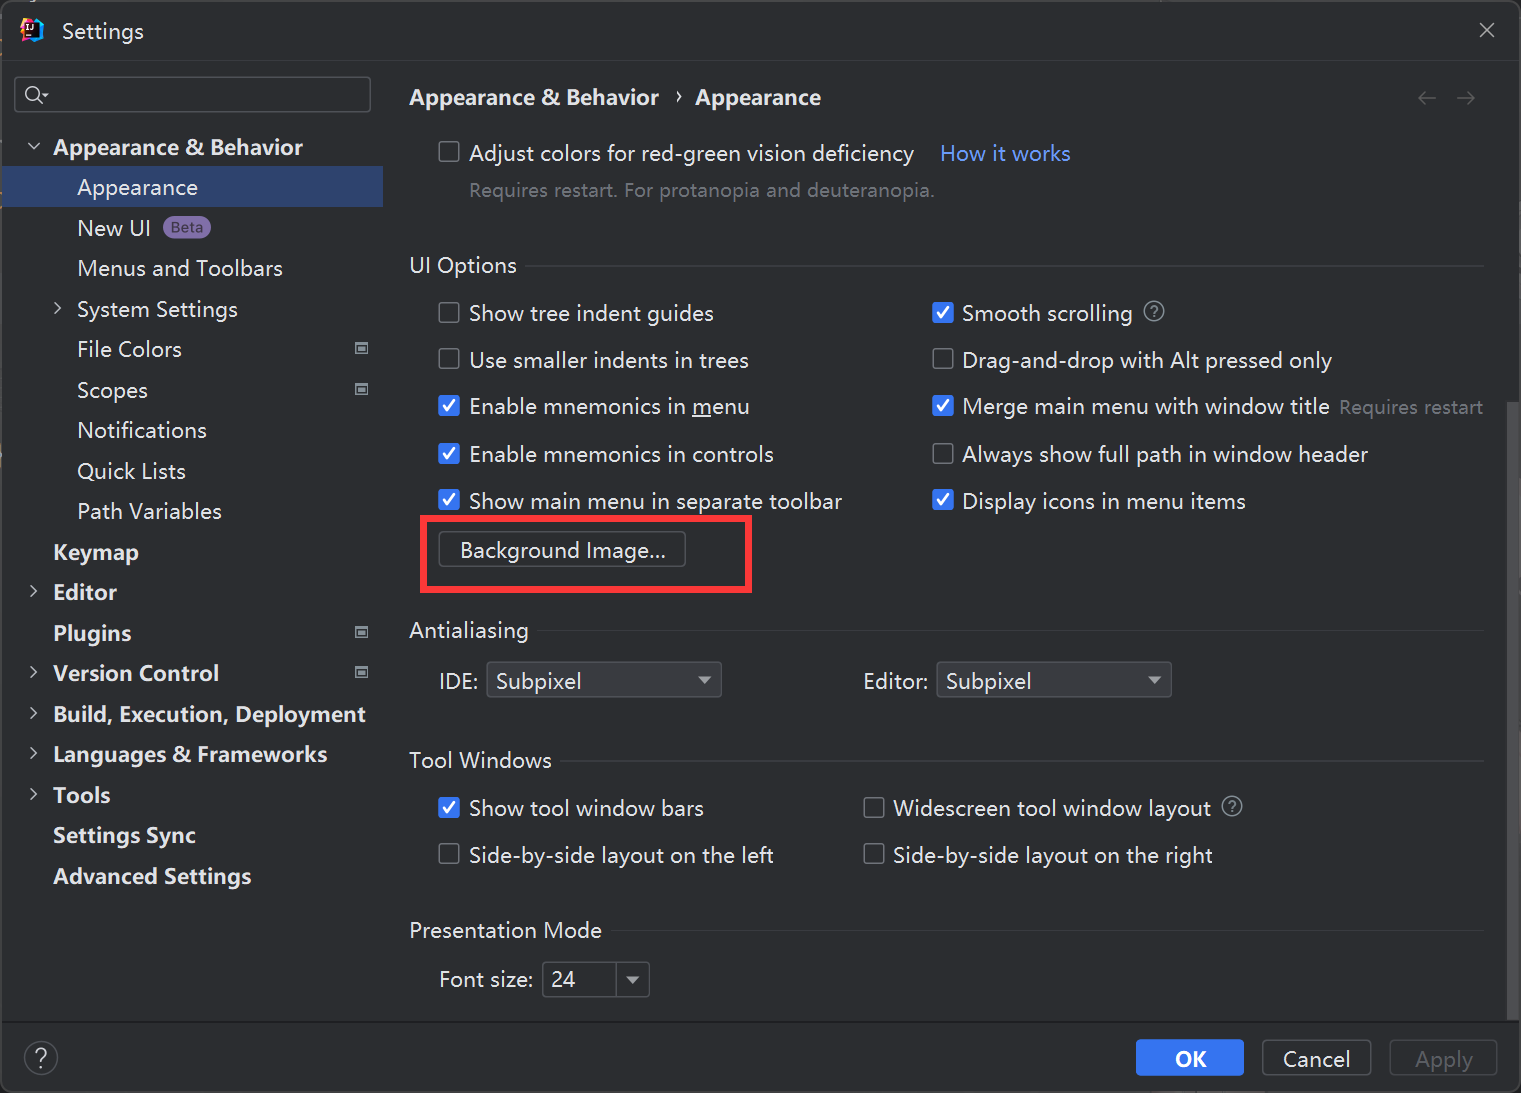 Settings
Appearance & Behavior
Appearance
New UI Beta
Menus and Toolbars
System Settings
File Colors
Scopes
Notifications
Quick Lists
Path Variables
Keymap
Editor
Plugins
Version Control
Build, Execution, Deployment
Languages & Frameworks
Tools
Settings Sync
Advanced Settings
Appearance & Behavior › Appearance
Adjust colors for red-green vision deficiency How it works
Requires restart. For protanopia and deuteranopia.
UI Options
Show tree indent guides Smooth scrolling ?
Use smaller indents in trees Drag-and-drop with Alt pressed only
Enable mnemonics in menu Merge main menu with window title Requires restart
Enable mnemonics in controls Always show full path in window header
Show main menu in separate toolbar Display icons in menu items
Background Image...
Antialiasing
IDE: Subpixel Editor: Subpixel
Tool Windows
Show tool window bars Widescreen tool window layout ?
Side-by-side layout on the left Side-by-side layout on the right
Presentation Mode
Font size: 24
? OK Cancel Apply